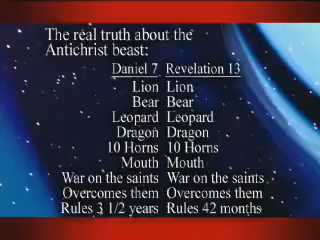 The real truth about the
Antichrist beast:
Daniel 7 Revelation 13
Lion Lion
Bear Bear
Leopard Leopard
Dragon Dragon
10 Horns 10 Horns
Mouth Mouth
War on the saints War on the saints
Overcomes them Overcomes them
Rules 3 1/2 years Rules 42 months